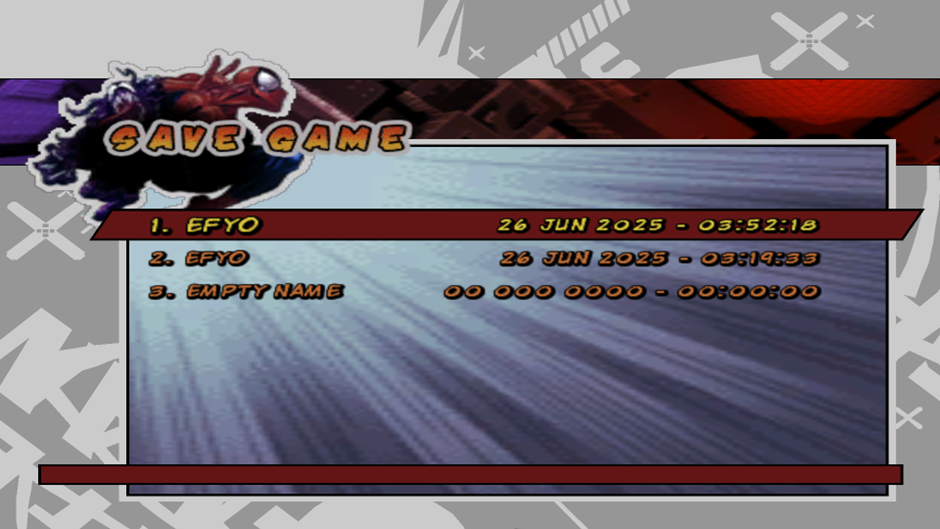 SAVE GAME
1. EFYO 26 JUN 2025 - 03:52:18
2. EFYO 26 JUN 2025 - 03:19:33
3. EMPTY NAME 00 000 0000 - 00:00:00